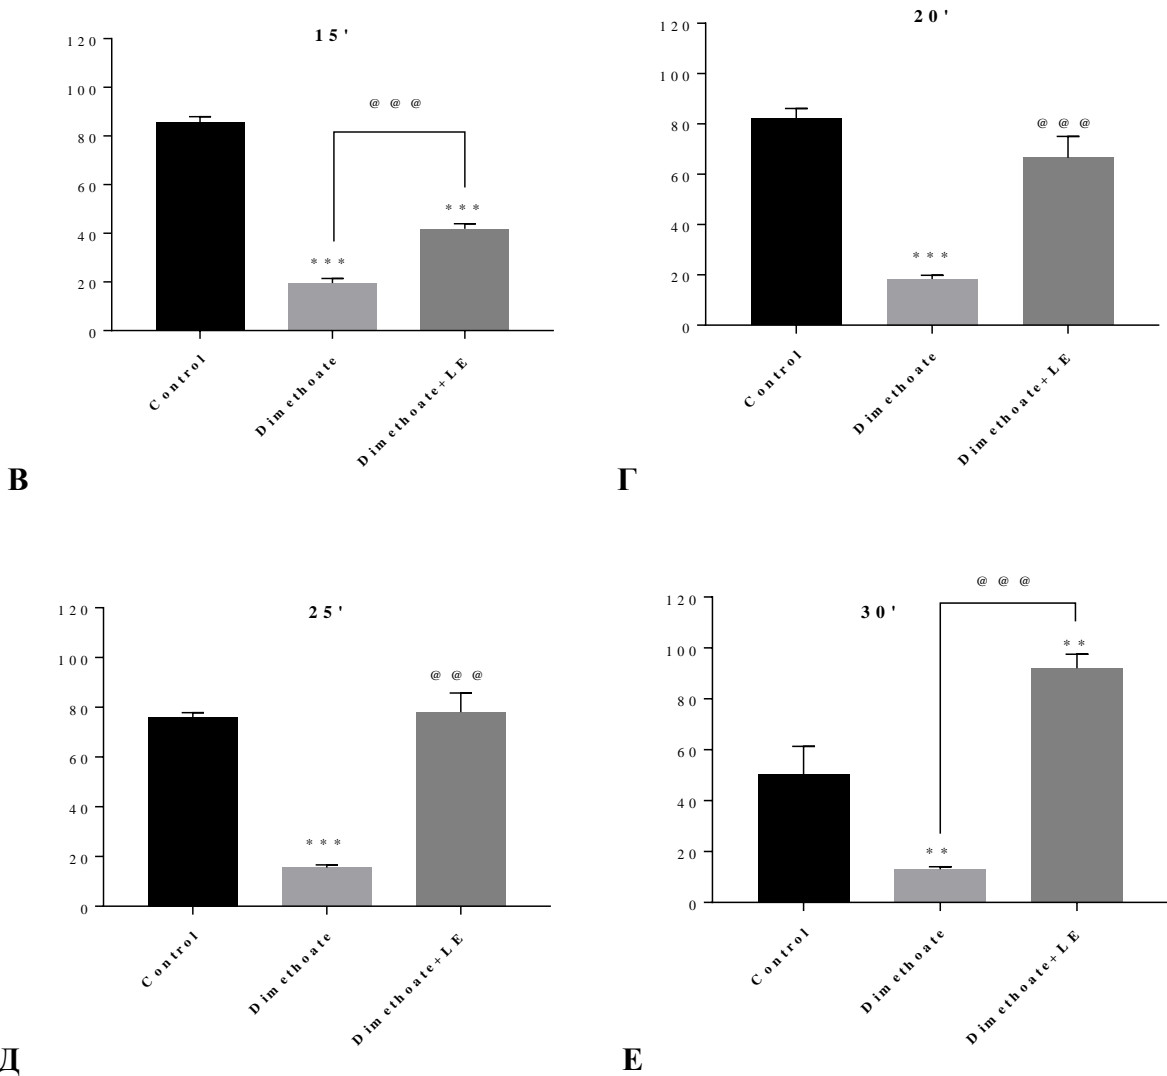 15'
120
100
80
60
40
20
0
@ @ @
* * *
* * *
Control
Dimethoate
Dimethoate+LE
В
20'
120
100
80
60
40
20
0
* * *
@ @ @
Control
Dimethoate
Dimethoate+LE
Г
25'
120
100
80
60
40
20
0
* * *
@ @ @
Control
Dimethoate
Dimethoate+LE
Д
30'
120
100
80
60
40
20
0
@ @ @
* *
* *
Control
Dimethoate
Dimethoate+LE
Е